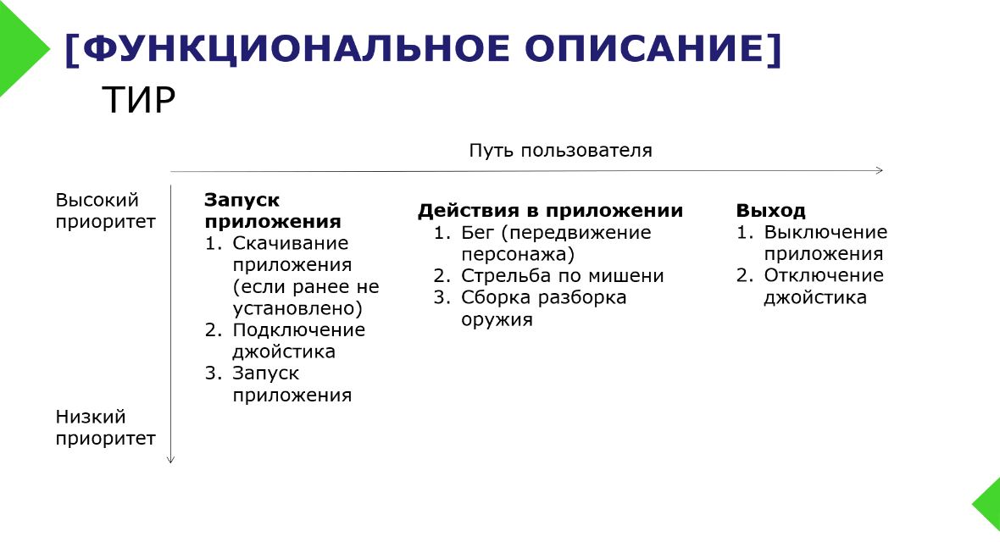 [ФУНКЦИОНАЛЬНОЕ ОПИСАНИЕ]
ТИР
Путь пользователя
Высокий
приоритет
Запуск
приложения
1. Скачивание
приложения
(если ранее не
установлено)
2. Подключение
джойстика
3. Запуск
приложения
Действия в приложении
1. Бег (передвижение
персонажа)
2. Стрельба по мишени
3. Сборка разборка
оружия
Выход
1. Выключение
приложения
2. Отключение
джойстика
Низкий
приоритет